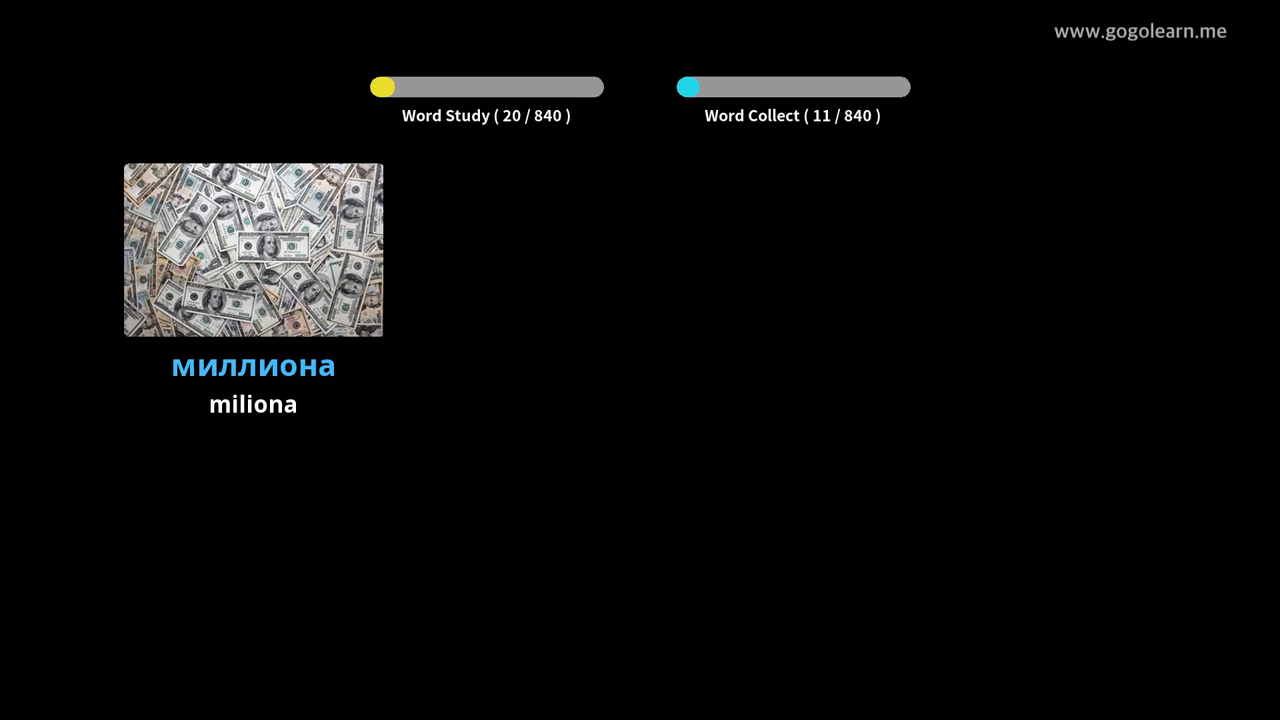 www.gogolearn.me
Word Study ( 20 / 840 )
Word Collect ( 11 / 840 )
миллиона
miliona